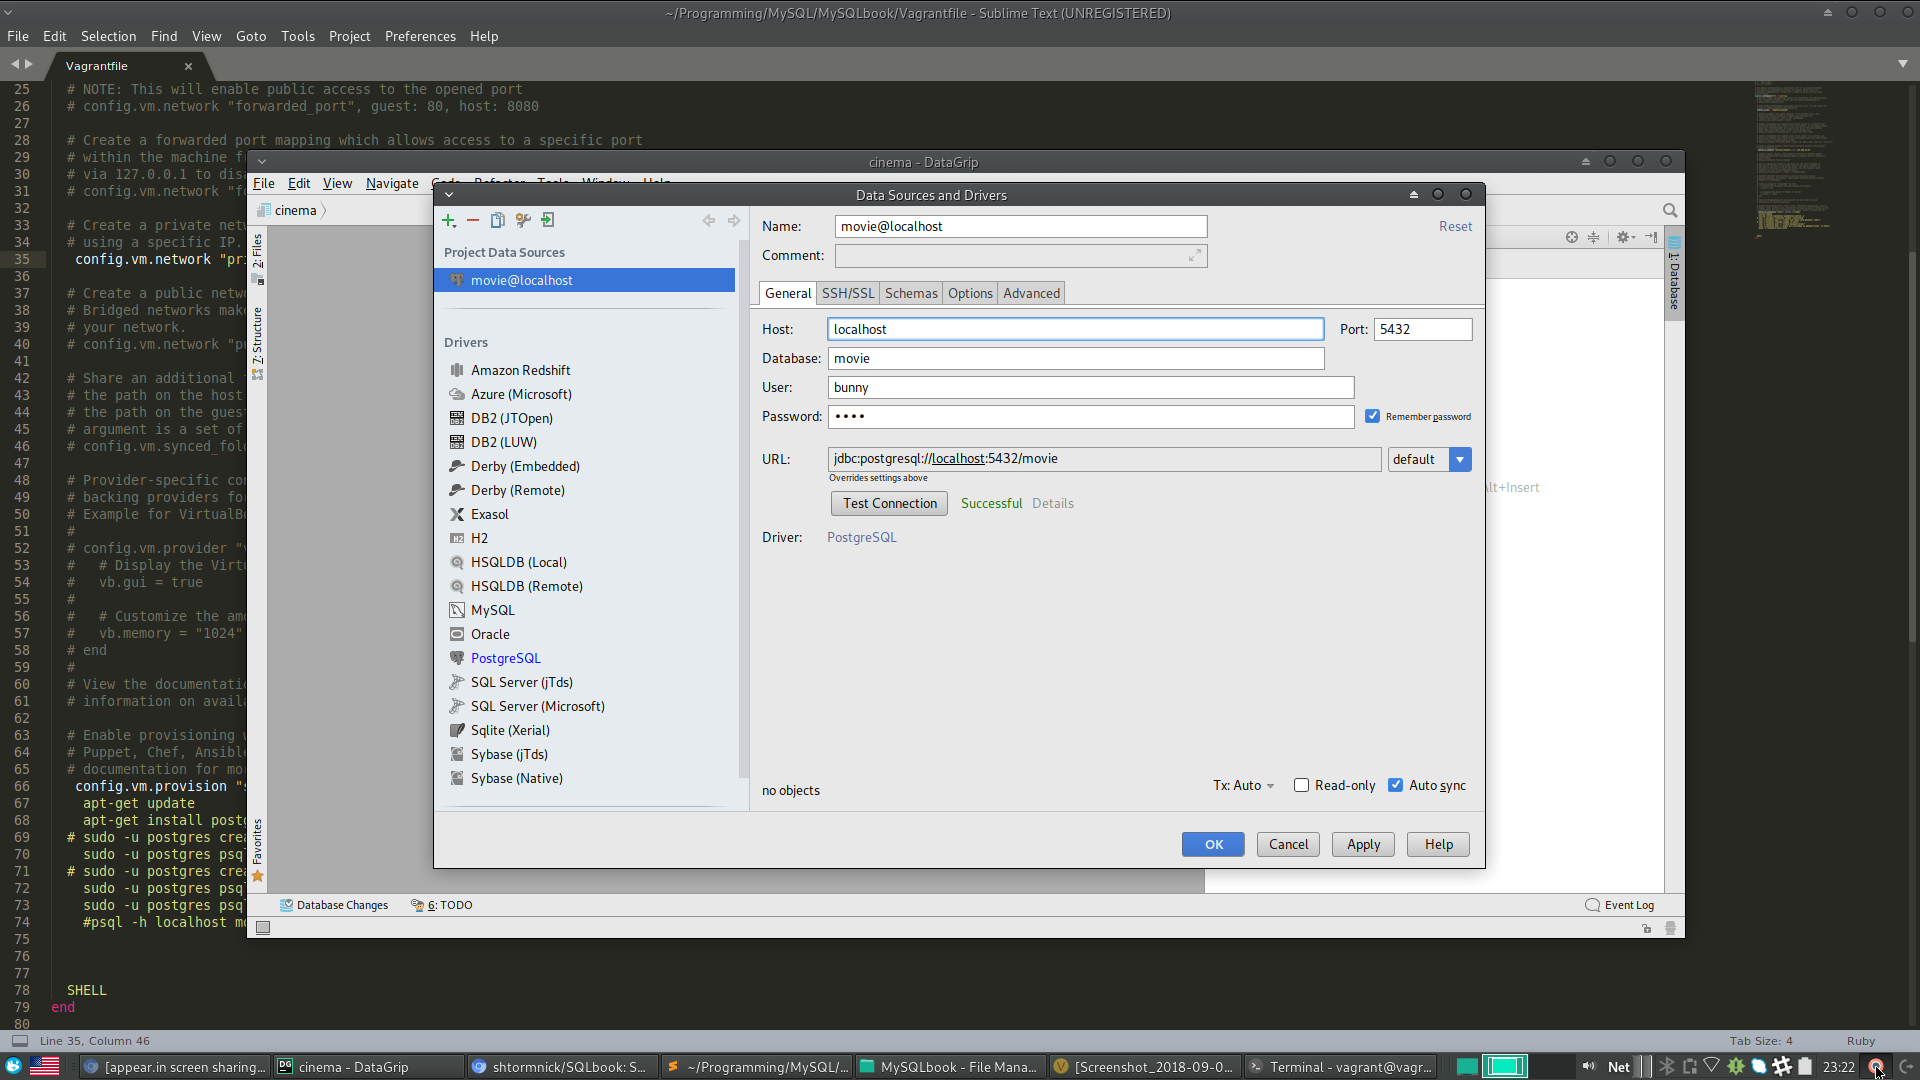 ~/Programming/MySQL/MySQLbook/Vagrantfile - Sublime Text (UNREGISTERED)
File Edit Selection Find View Goto Tools Project Preferences Help
Vagrantfile
25 # NOTE: This will enable public access to the opened port
26 # config.vm.network "forwarded_port", guest: 80, host: 8080
27
28 # Create a forwarded port mapping which allows access to a specific port
29 # within the machine f
30 # via 127.0.0.1 to dis
31 # config.vm.network "f
32
33 # Create a private net
34 # using a specific IP.
35 config.vm.network "pr
36
37 # Create a public netw
38 # Bridged networks mak
39 # your network.
40 # config.vm.network "p
41
42 # Share an additional
43 # the path on the host
44 # the path on the gues
45 # argument is a set of
46 # config.vm.synced_fol
47
48 # Provider-specific co
49 # backing providers fo
50 # Example for VirtualB
51 #
52 # config.vm.provider "
53 #   # Display the Virt
54 #   vb.gui = true
55 #
56 #   # Customize the am
57 #   vb.memory = "1024"
58 # end
59 #
60 # View the documentati
61 # information on avail
62
63 # Enable provisioning
64 # Puppet, Chef, Ansibl
65 # documentation for mo
66 config.vm.provision "s
67 apt-get update
68 apt-get install postg
69 # sudo -u postgres crea
70 sudo -u postgres psq
71 # sudo -u postgres crea
72 sudo -u postgres psq
73 sudo -u postgres psq
74 #psql -h localhost m
75
76
77
78 SHELL
79 end
80
cinema - DataGrip
File Edit View Navigate Code Refactor Tools Window Help
cinema
2: Files
7: Structure
Favorites
1: Database
Alt+Insert
Data Sources and Drivers
Project Data Sources
movie@localhost
Drivers
Amazon Redshift
Azure (Microsoft)
DB2 (JTOpen)
DB2 (LUW)
Derby (Embedded)
Derby (Remote)
Exasol
H2
HSQLDB (Local)
HSQLDB (Remote)
MySQL
Oracle
PostgreSQL
SQL Server (jTds)
SQL Server (Microsoft)
Sqlite (Xerial)
Sybase (jTds)
Sybase (Native)
Name: movie@localhost Reset
Comment:
General SSH/SSL Schemas Options Advanced
Host: localhost Port: 5432
Database: movie
User: bunny
Password: •••• Remember password
URL: jdbc:postgresql://localhost:5432/movie default
Overrides settings above
Test Connection Successful Details
Driver: PostgreSQL
no objects Tx: Auto Read-only Auto sync
OK Cancel Apply Help
Database Changes 6: TODO Event Log
Line 35, Column 46 Tab Size: 4 Ruby
[appear.in screen sharing... cinema - DataGrip shtormnick/SQLbook: S... ~/Programming/MySQL/... MySQLbook - File Mana... [Screenshot_2018-09-0... Terminal - vagrant@vagr... Net 23:22